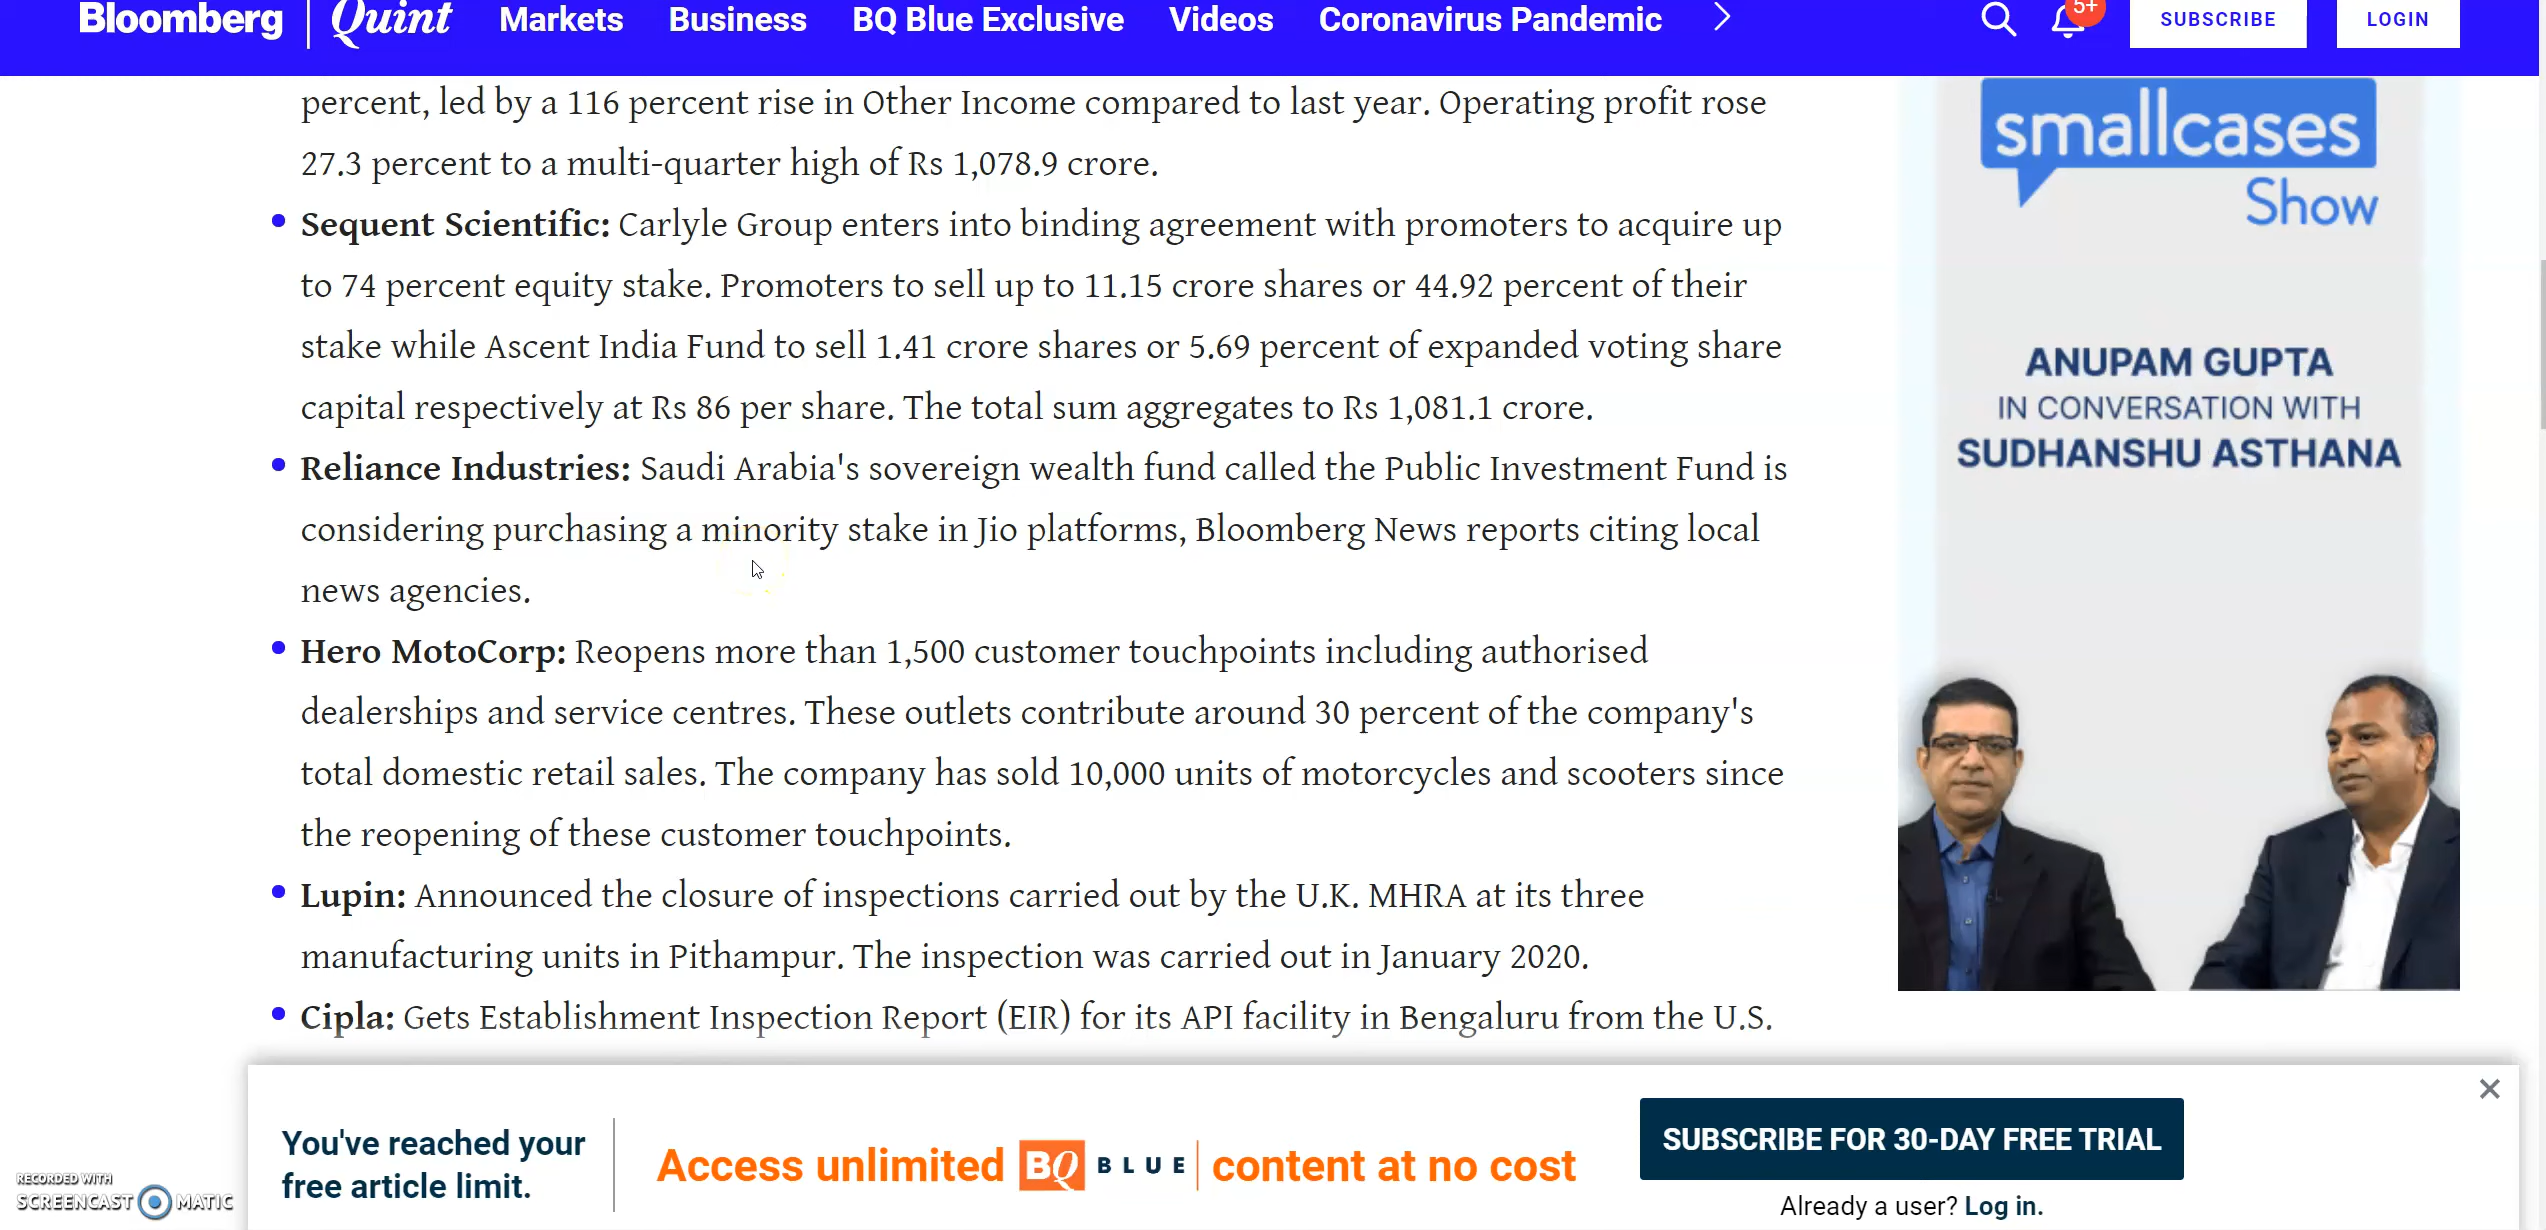 Bloomberg | Quint Markets Business BQ Blue Exclusive Videos Coronavirus Pandemic 5+ SUBSCRIBE LOGIN
percent, led by a 116 percent rise in Other Income compared to last year. Operating profit rose
27.3 percent to a multi-quarter high of Rs 1,078.9 crore.
Sequent Scientific: Carlyle Group enters into binding agreement with promoters to acquire up
to 74 percent equity stake. Promoters to sell up to 11.15 crore shares or 44.92 percent of their
stake while Ascent India Fund to sell 1.41 crore shares or 5.69 percent of expanded voting share
capital respectively at Rs 86 per share. The total sum aggregates to Rs 1,081.1 crore.
Reliance Industries: Saudi Arabia's sovereign wealth fund called the Public Investment Fund is
considering purchasing a minority stake in Jio platforms, Bloomberg News reports citing local
news agencies.
Hero MotoCorp: Reopens more than 1,500 customer touchpoints including authorised
dealerships and service centres. These outlets contribute around 30 percent of the company's
total domestic retail sales. The company has sold 10,000 units of motorcycles and scooters since
the reopening of these customer touchpoints.
Lupin: Announced the closure of inspections carried out by the U.K. MHRA at its three
manufacturing units in Pithampur. The inspection was carried out in January 2020.
Cipla: Gets Establishment Inspection Report (EIR) for its API facility in Bengaluru from the U.S.
smallcases
Show
ANUPAM GUPTA
IN CONVERSATION WITH
SUDHANSHU ASTHANA
You've reached your
free article limit.
Access unlimited BQ BLUE | content at no cost
SUBSCRIBE FOR 30-DAY FREE TRIAL
Already a user? Log in.
RECORDED WITH
SCREENCAST MATIC